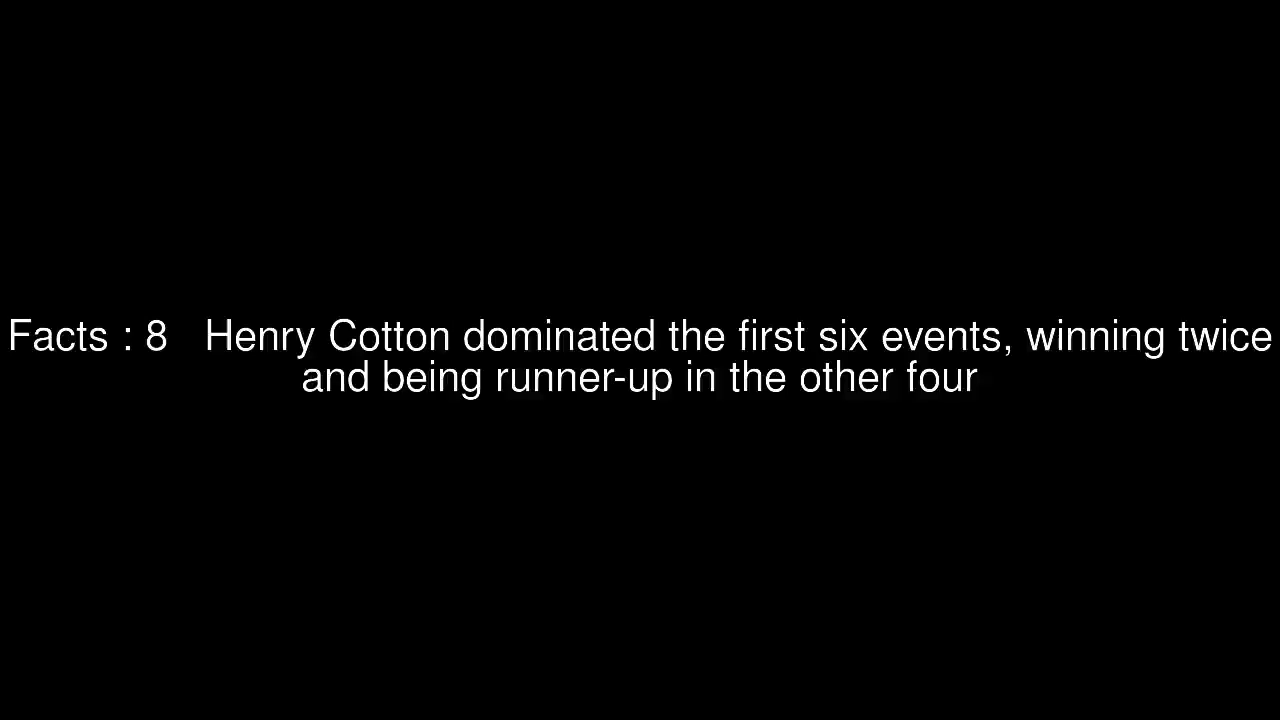 Facts : 8   Henry Cotton dominated the first six events, winning twice
and being runner-up in the other four